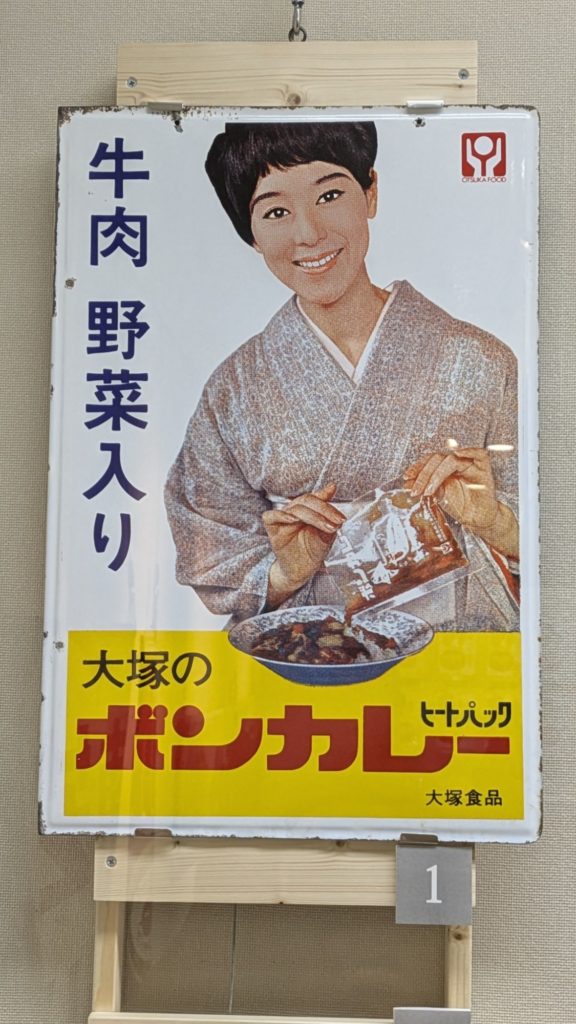 牛肉 野菜入り
OTSUKA FOOD
大塚の
ヒートパック
ボンカレー
大塚食品
1